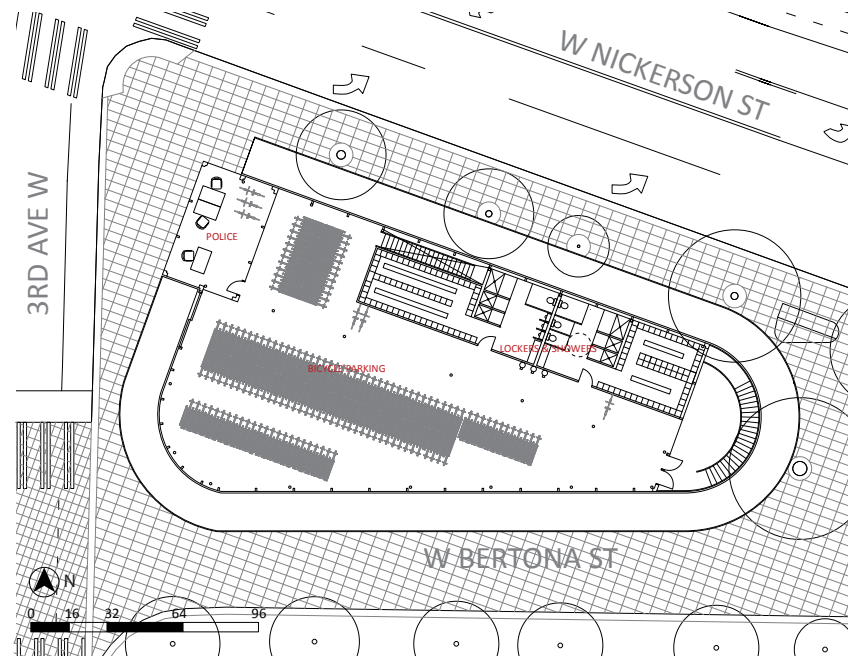 W NICKERSON ST
3RD AVE W
POLICE
LOCKERS & SHOWERS
BICYCLE PARKING
W BERTONA ST
N
0 16 32 64 96